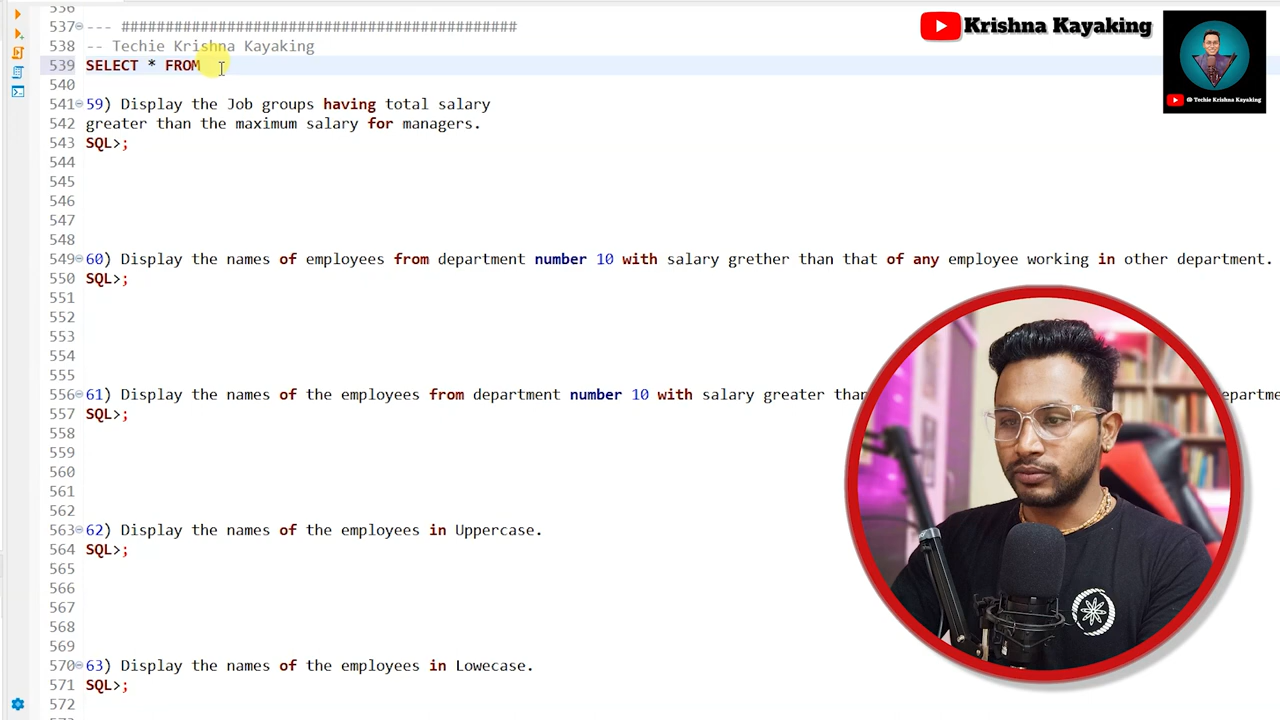 536
537 --- #############################################
538 -- Techie Krishna Kayaking
539 SELECT * FROM
540
541 59) Display the Job groups having total salary
542 greater than the maximum salary for managers.
543 SQL>;
544
545
546
547
548
549 60) Display the names of employees from department number 10 with salary grether than that of any employee working in other department.
550 SQL>;
551
552
553
554
555
556 61) Display the names of the employees from department number 10 with salary greater than
557 SQL>;
558
559
560
561
562
563 62) Display the names of the employees in Uppercase.
564 SQL>;
565
566
567
568
569
570 63) Display the names of the employees in Lowecase.
571 SQL>;
572
Krishna Kayaking
@ Techie Krishna Kayaking